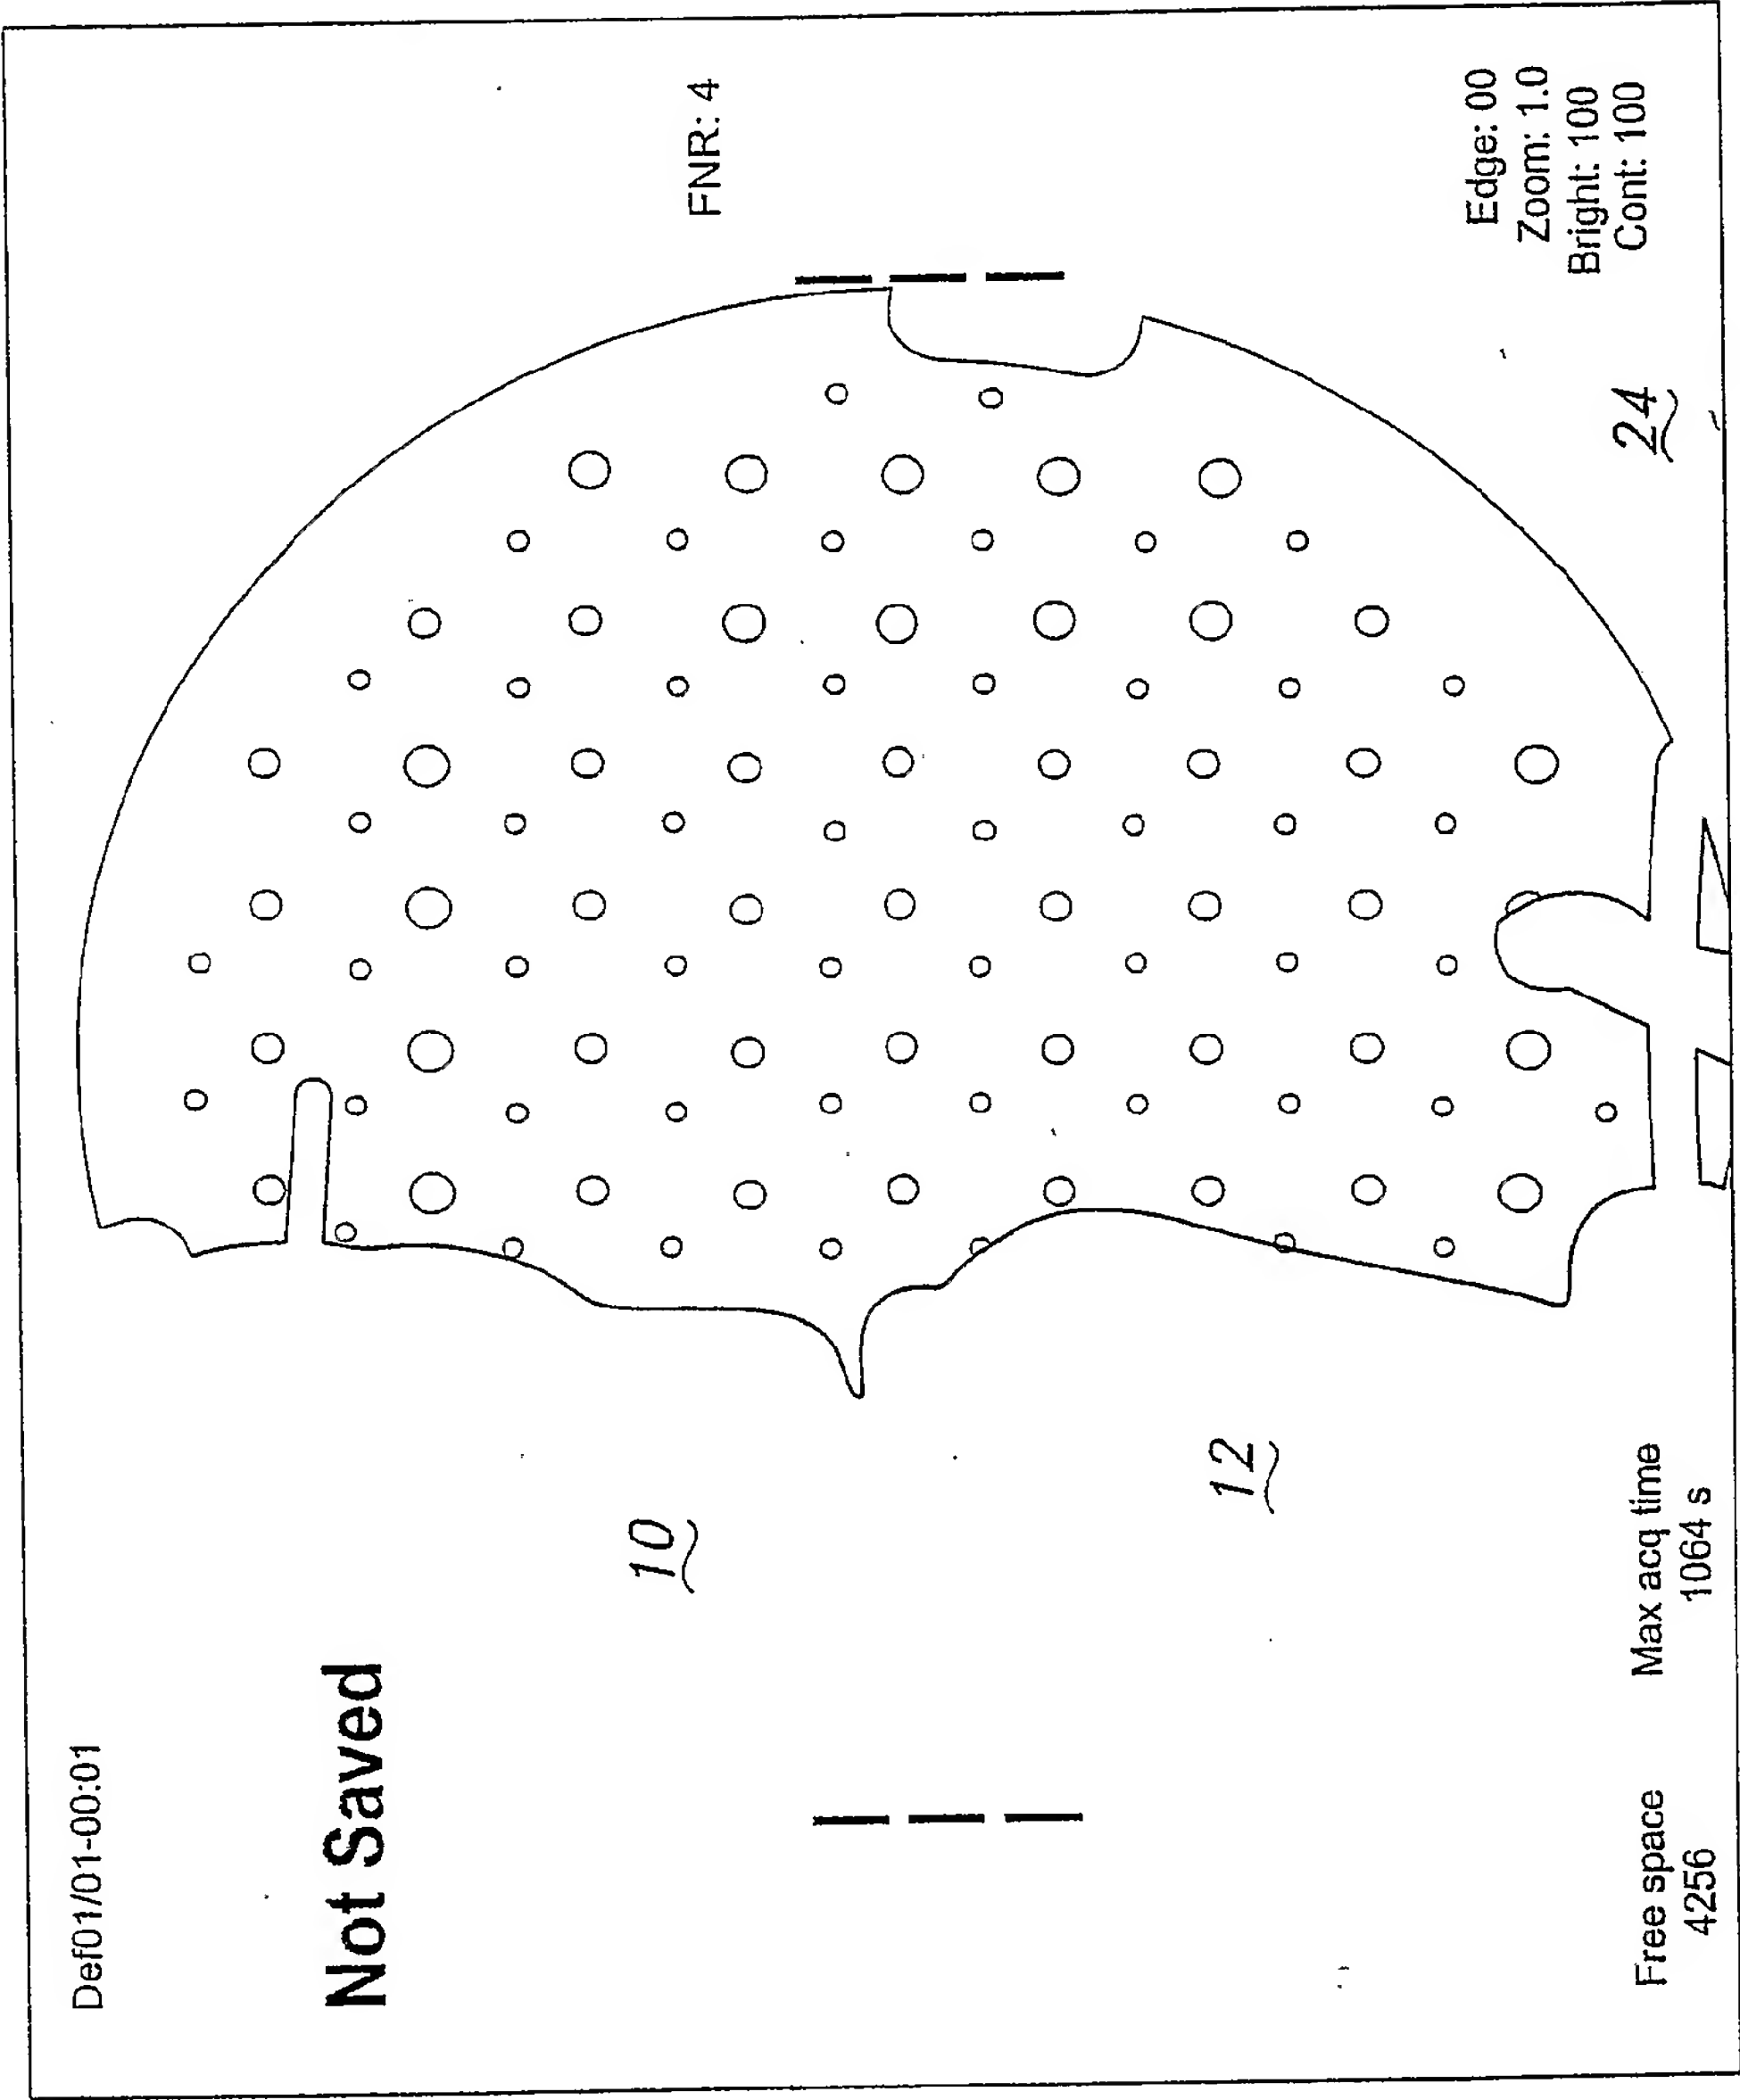 Def01/01-00:01
Not Saved
FNR: 4
10
12
24
Edge: 00
Zoom: 1.0
Bright: 100
Cont: 100
Free space
4256
Max acq time
1064 s